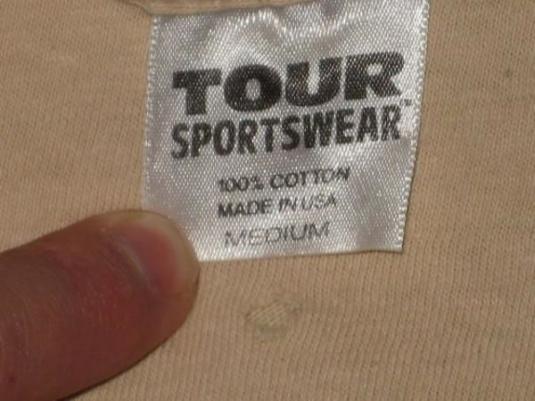 TOUR
SPORTSWEAR™
100% COTTON
MADE IN USA
MEDIUM